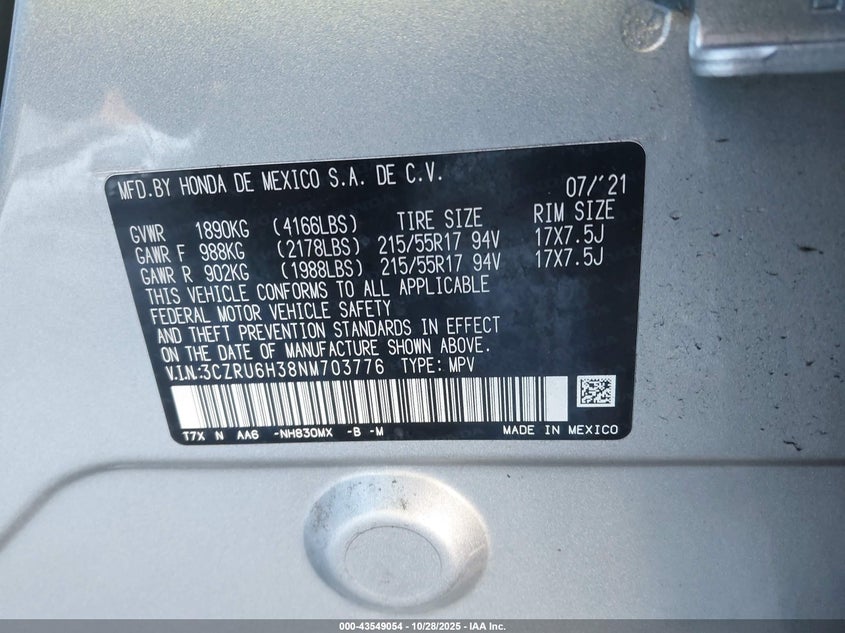 MFD.BY HONDA DE MEXICO S.A. DE C.V. 07/'21
GVWR 1890KG (4166LBS) TIRE SIZE RIM SIZE
GAWR F 988KG (2178LBS) 215/55R17 94V 17X7.5J
GAWR R 902KG (1988LBS) 215/55R17 94V 17X7.5J
THIS VEHICLE CONFORMS TO ALL APPLICABLE
FEDERAL MOTOR VEHICLE SAFETY
AND THEFT PREVENTION STANDARDS IN EFFECT
ON THE DATE OF MANUFACTURE SHOWN ABOVE.
V.I.N.:3CZRU6H38NM703776 TYPE: MPV
T7X N AA6 -NH830MX -B -M MADE IN MEXICO
000-43549054 - 10/28/2025 - IAA Inc.